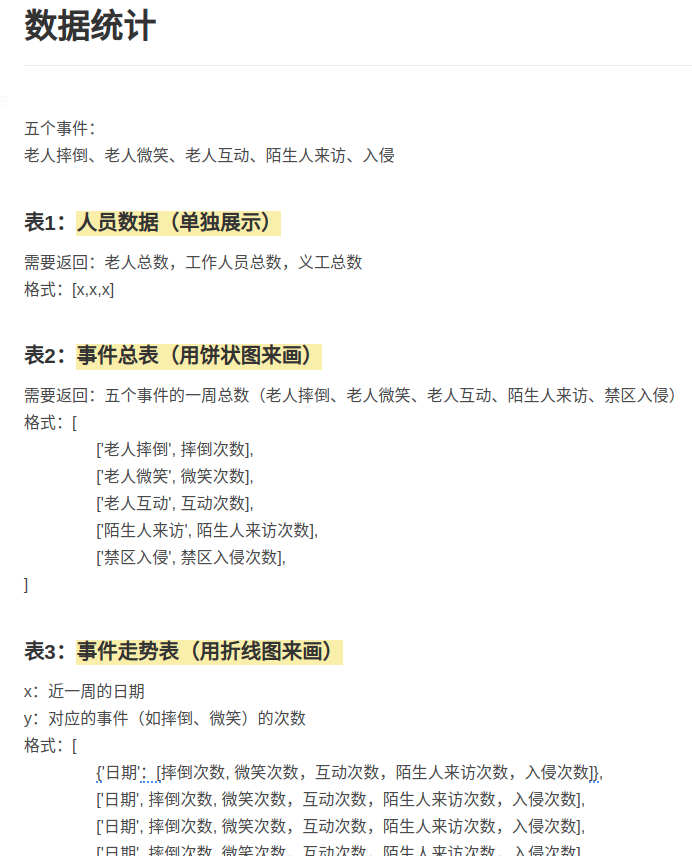 数据统计
五个事件：
老人摔倒、老人微笑、老人互动、陌生人来访、入侵
表1：人员数据（单独展示）
需要返回：老人总数，工作人员总数，义工总数
格式：[x,x,x]
表2：事件总表（用饼状图来画）
需要返回：五个事件的一周总数（老人摔倒、老人微笑、老人互动、陌生人来访、禁区入侵）
格式：[
['老人摔倒', 摔倒次数],
['老人微笑', 微笑次数],
['老人互动', 互动次数],
['陌生人来访', 陌生人来访次数],
['禁区入侵', 禁区入侵次数],
]
表3：事件走势表（用折线图来画）
x：近一周的日期
y：对应的事件（如摔倒、微笑）的次数
格式：[
{'日期'：[摔倒次数, 微笑次数，互动次数，陌生人来访次数，入侵次数]},
['日期', 摔倒次数, 微笑次数，互动次数，陌生人来访次数，入侵次数],
['日期', 摔倒次数, 微笑次数，互动次数，陌生人来访次数，入侵次数],
['日期', 摔倒次数, 微笑次数，互动次数，陌生人来访次数，入侵次数]